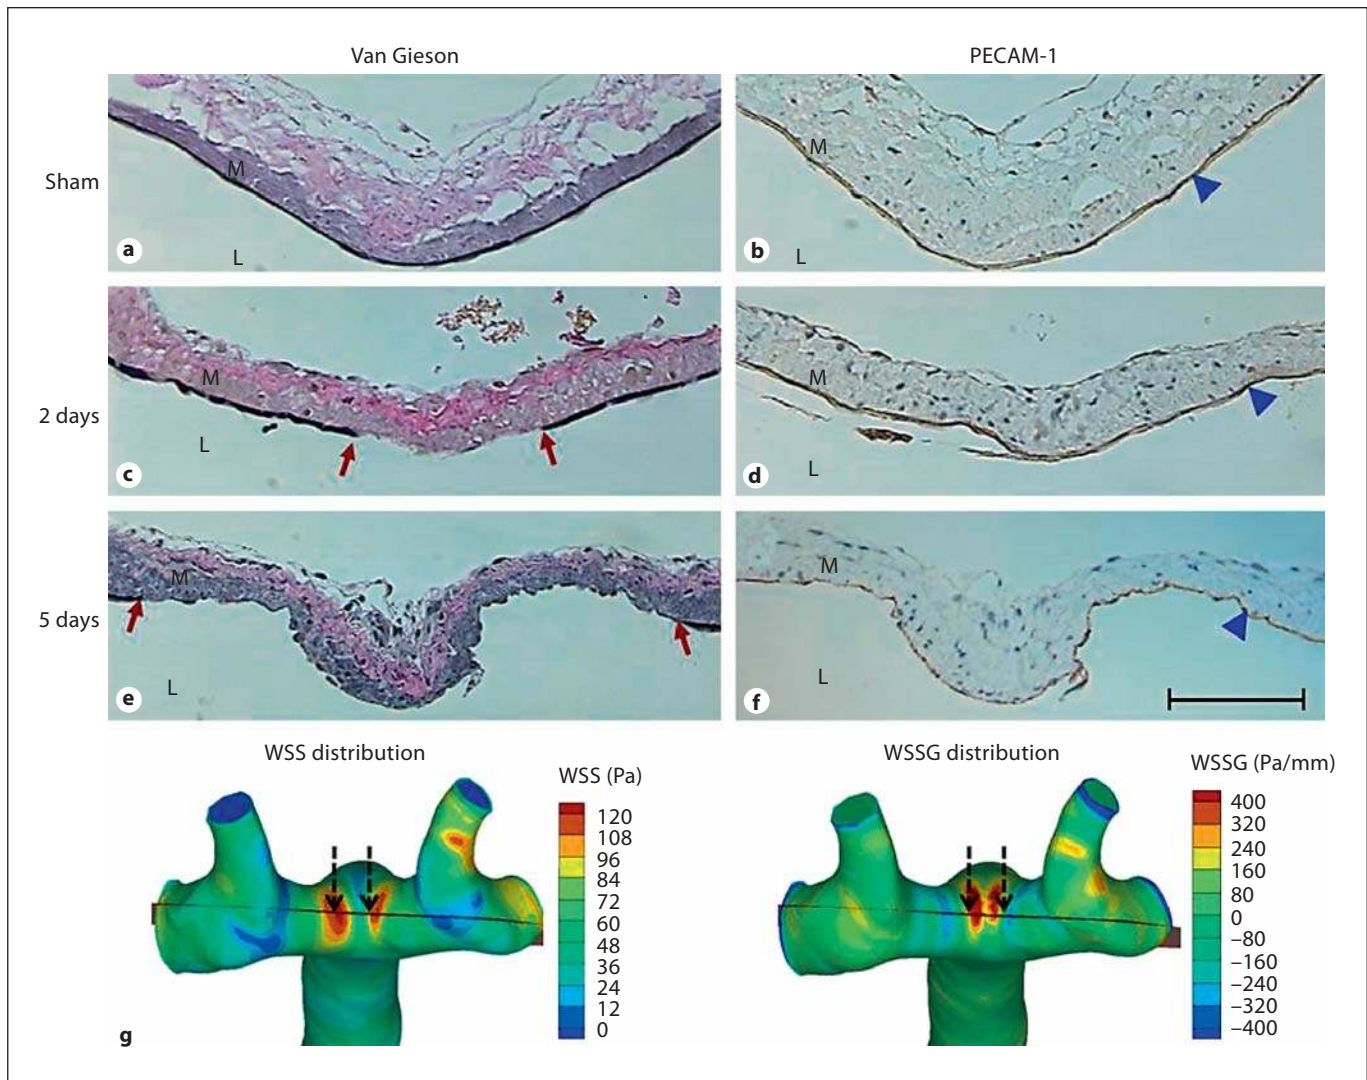 Van Gieson
PECAM-1
Sham
M
L
a
M
L
b
2 days
M
L
c
M
L
d
5 days
M
L
e
M
L
f
WSS distribution
WSS (Pa)
120
108
96
84
72
60
48
36
24
12
0
WSSG distribution
WSSG (Pa/mm)
400
320
240
160
80
0
–80
–160
–240
–320
–400
g